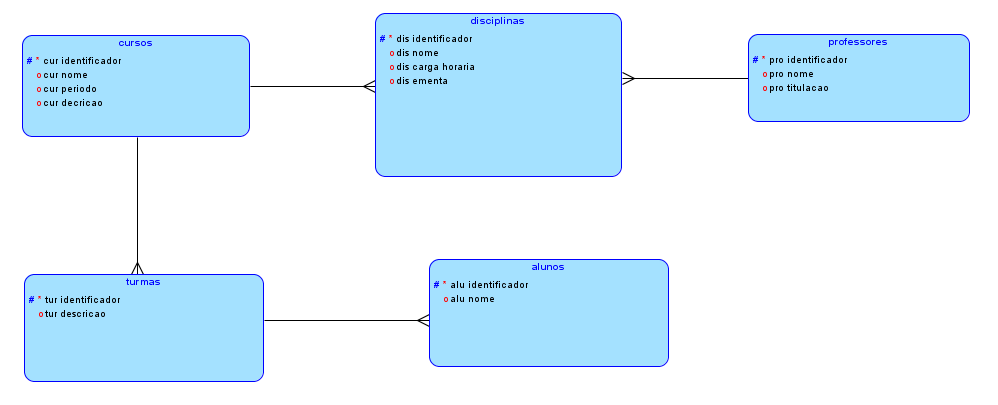 cursos
# * cur identificador
o cur nome
o cur periodo
o cur decricao
disciplinas
# * dis identificador
o dis nome
o dis carga horaria
o dis ementa
professores
# * pro identificador
o pro nome
o pro titulacao
turmas
# * tur identificador
o tur descricao
alunos
# * alu identificador
o alu nome